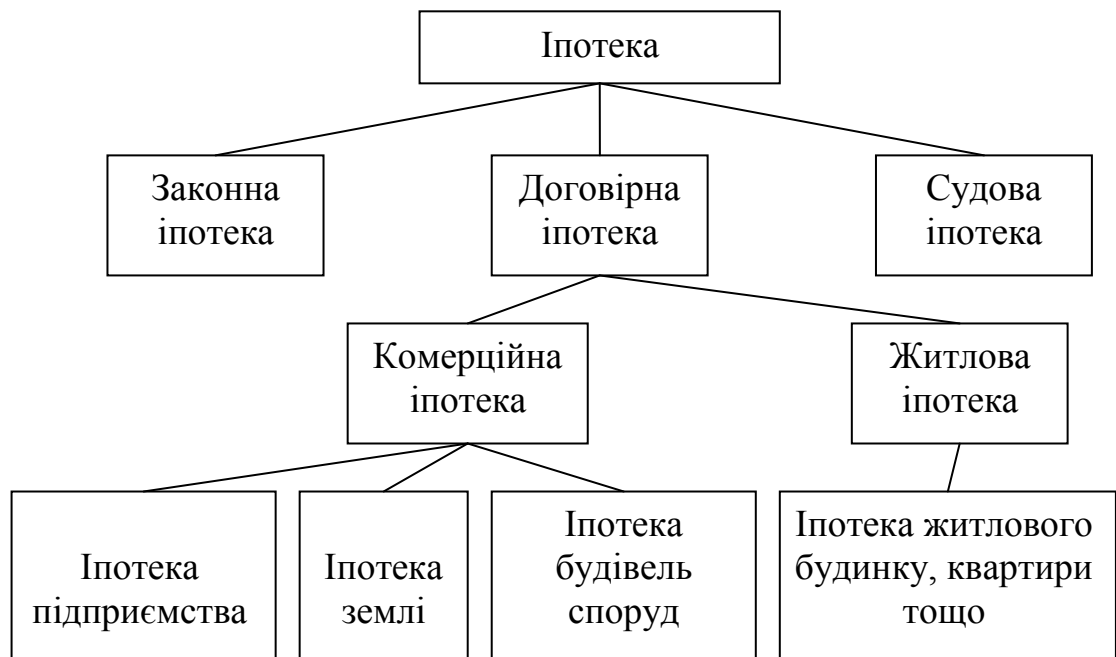 Іпотека
Законна
іпотека
Договірна
іпотека
Судова
іпотека
Комерційна
іпотека
Житлова
іпотека
Іпотека
підприємства
Іпотека
землі
Іпотека
будівель
споруд
Іпотека житлового
будинку, квартири
тощо